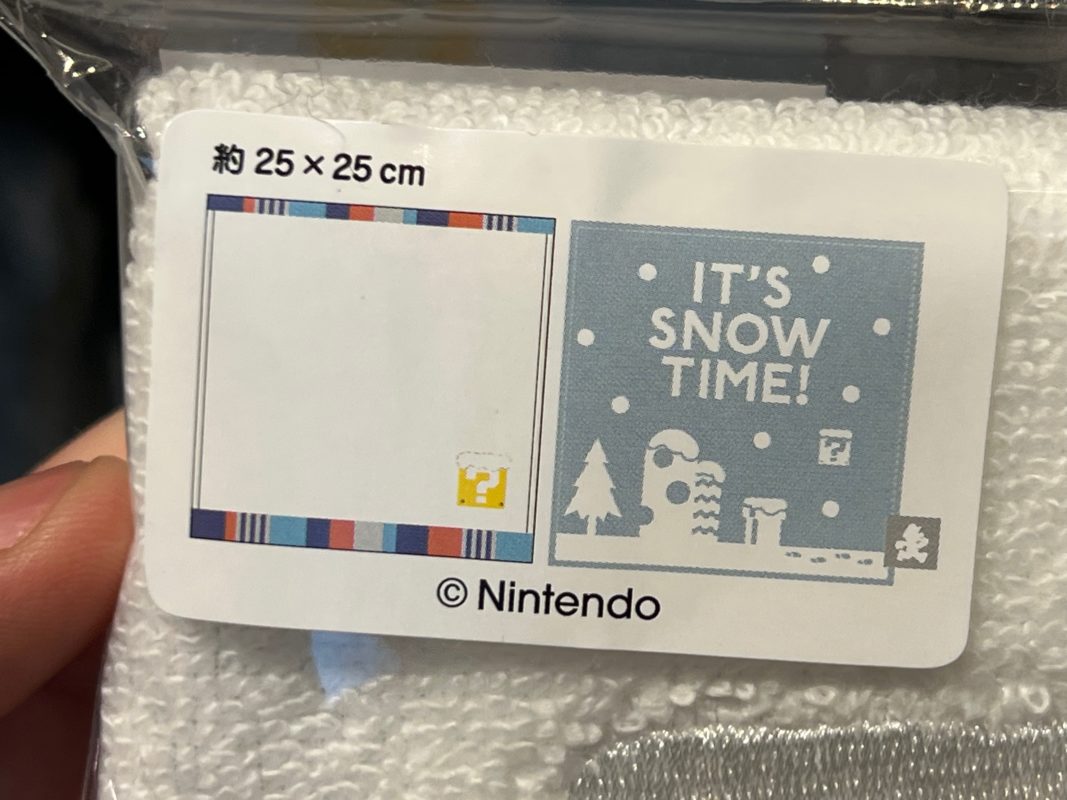 約 25×25 cm
IT'S
SNOW
TIME!
?
?
© Nintendo